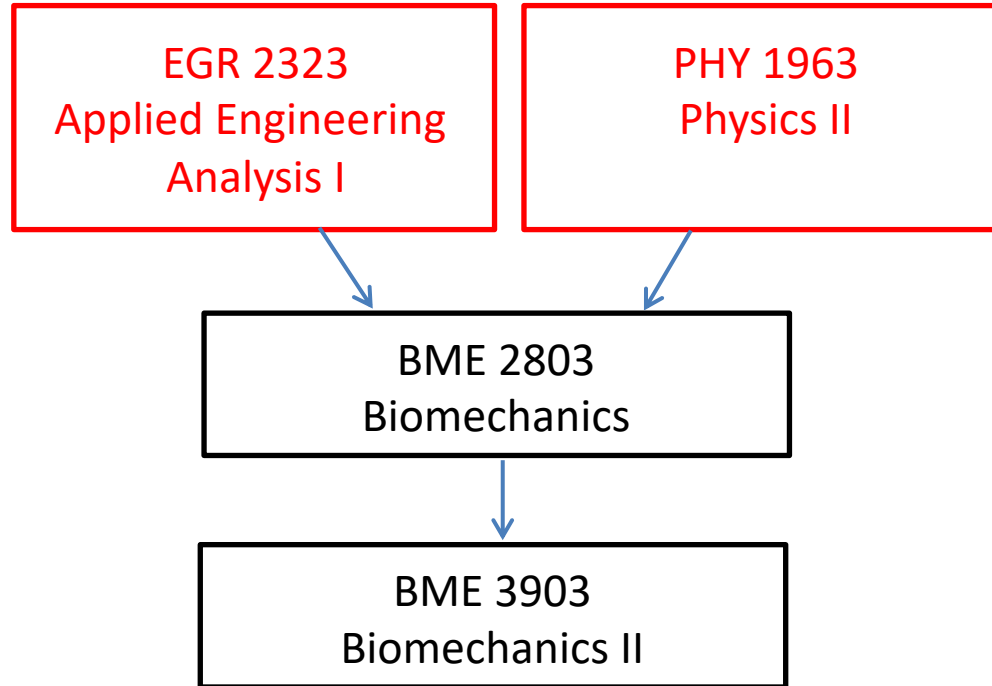 EGR 2323
Applied Engineering
Analysis I
PHY 1963
Physics II
BME 2803
Biomechanics
BME 3903
Biomechanics II